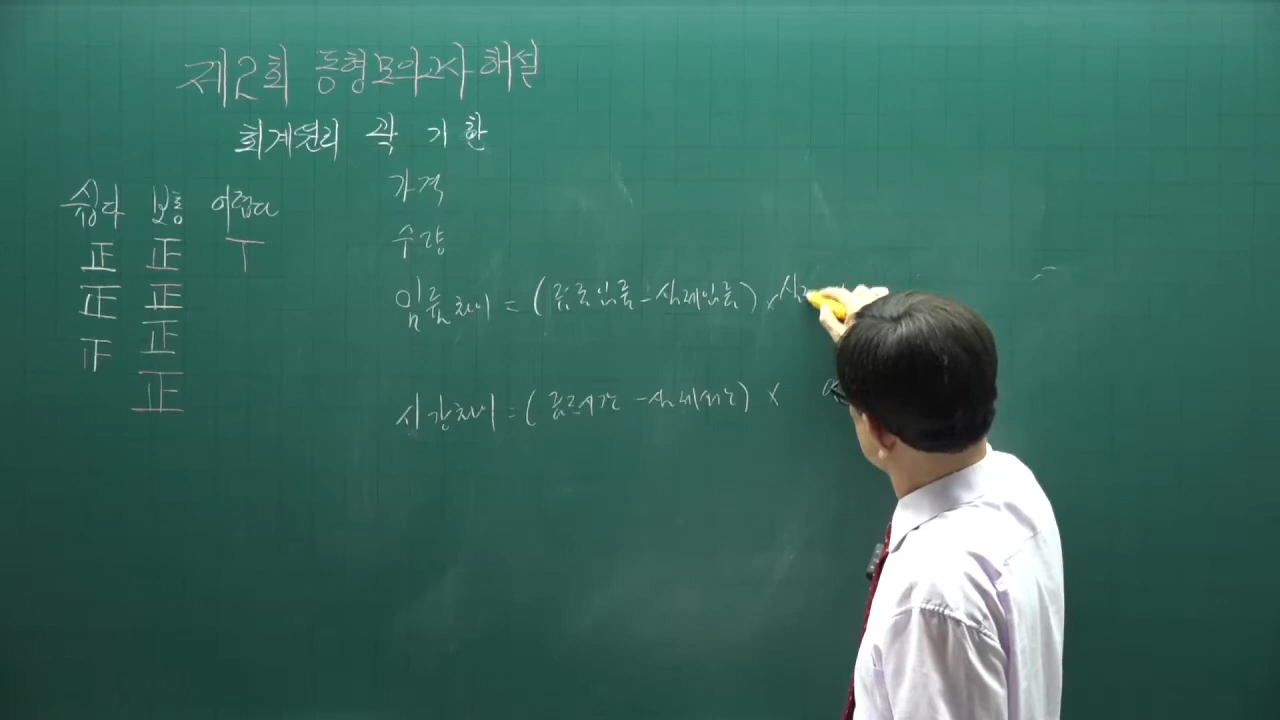 제2회 동형모의고사 해설
회계원리 곽 기 환
쉽다 보통 어렵다
正 正 丅
正 正
正 正
正
가격
수량
임률차이 = (표준임률 - 실제임률) ×
시간차이 = (표준시간 - 실제시간) ×